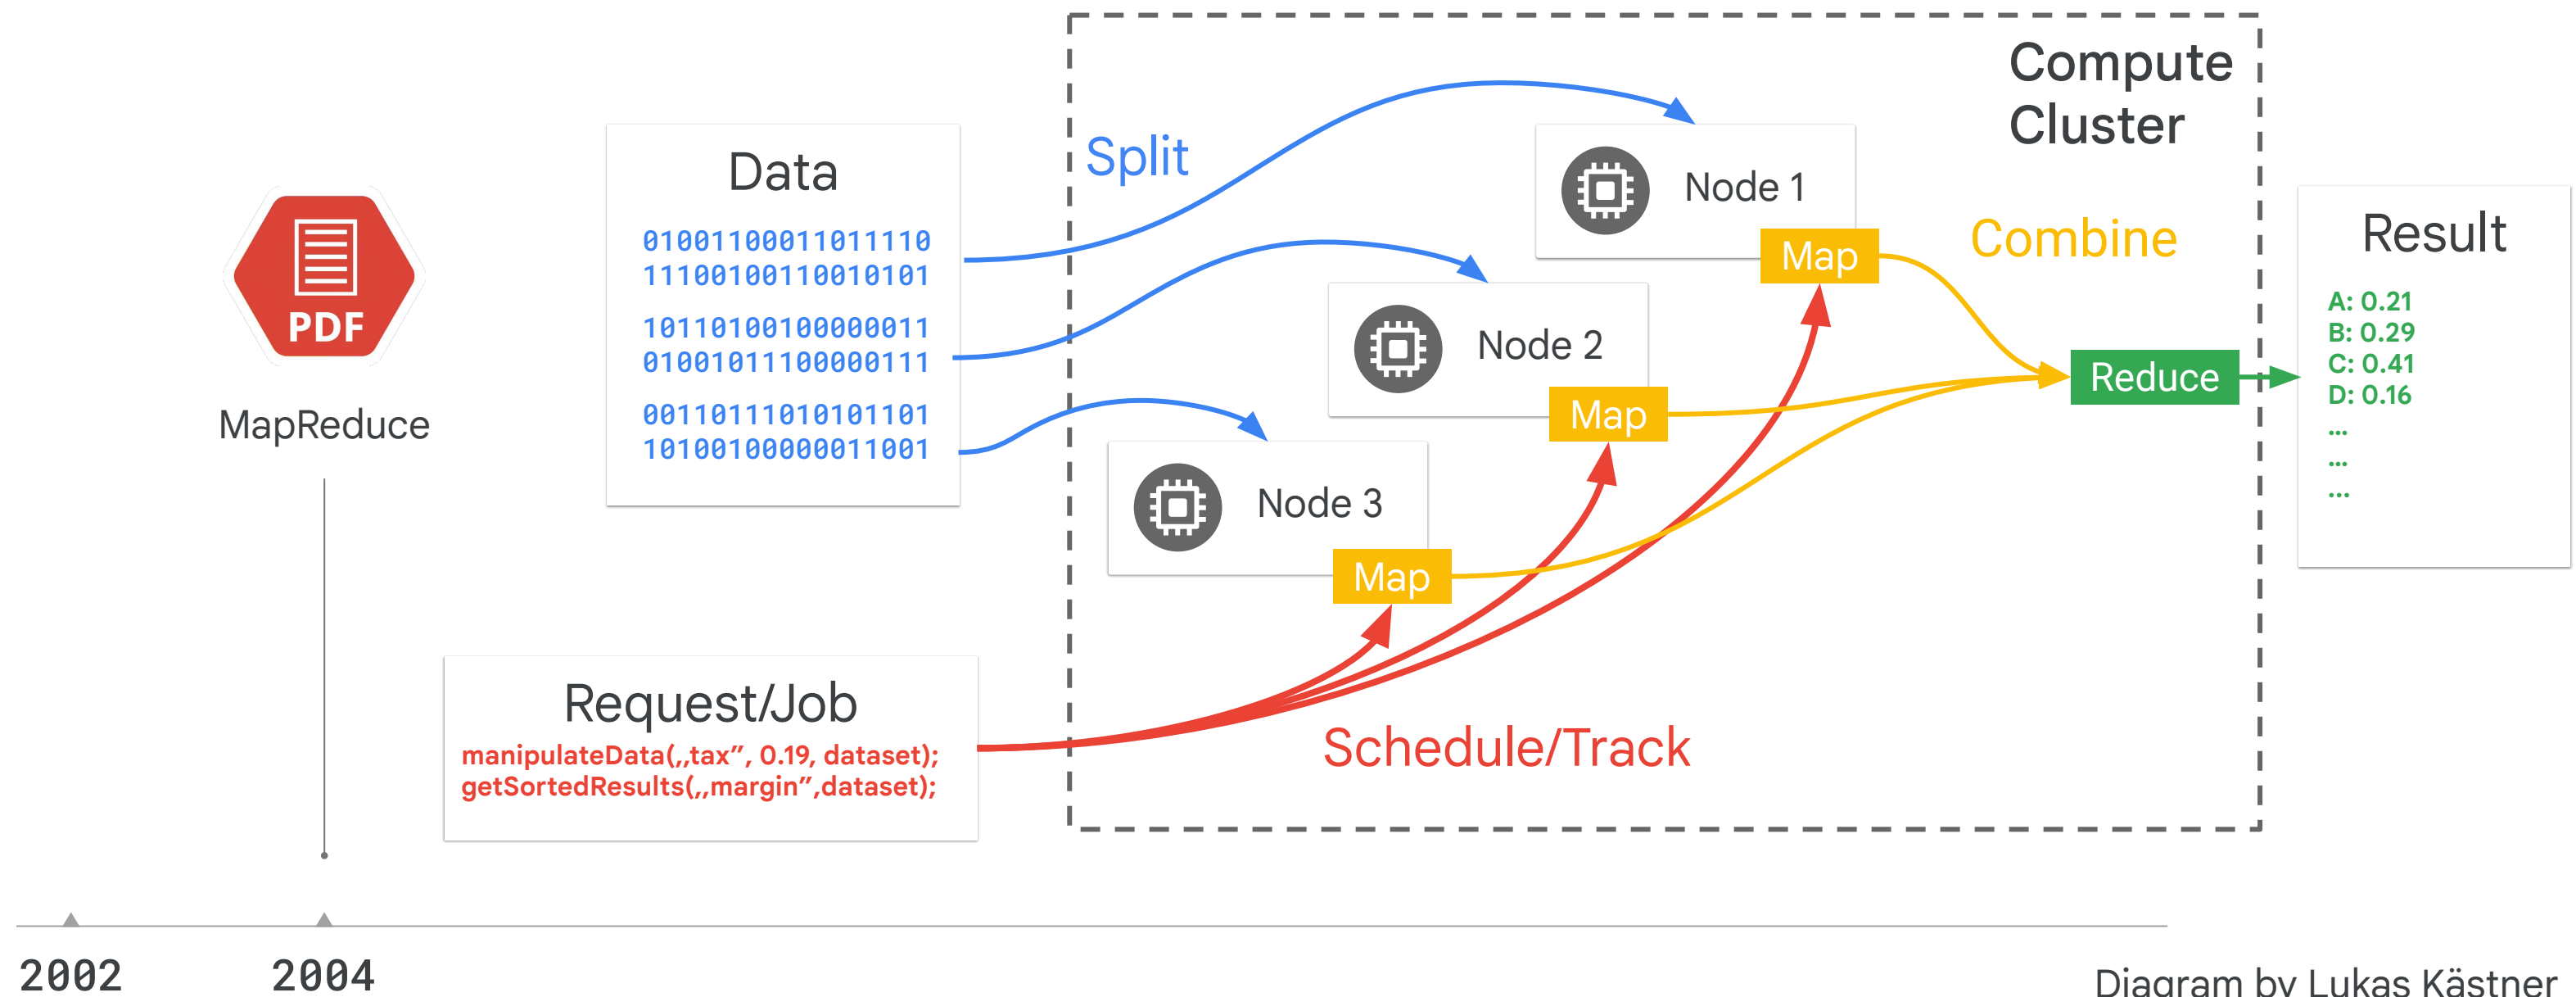 PDF
MapReduce
Data
01001100011011110
11100100110010101
10110100100000011
01001011100000111
00110111010101101
10100100000011001
Request/Job
manipulateData(,,tax”, 0.19, dataset);
getSortedResults(,,margin”,dataset);
Split
Compute
Cluster
Node 1
Map
Node 2
Map
Node 3
Map
Combine
Reduce
Schedule/Track
Result
A: 0.21
B: 0.29
C: 0.41
D: 0.16
...
...
...
2002
2004
Diagram by Lukas Kästner